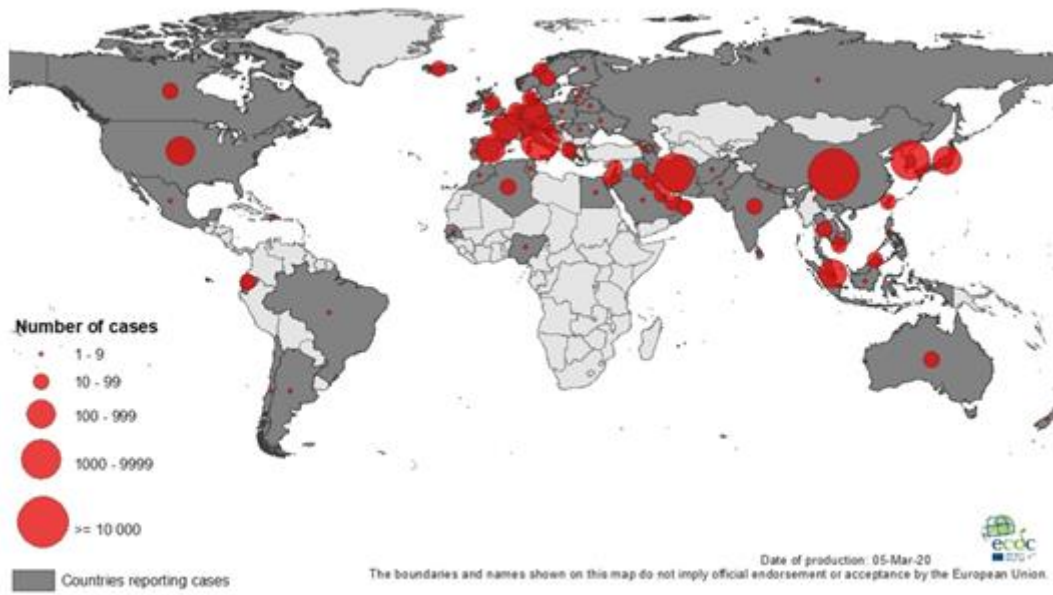 Number of cases
1 - 9
10 - 99
100 - 999
1000 - 9999
>= 10 000
Countries reporting cases
ecdc
Date of production: 05-Mar-20
The boundaries and names shown on this map do not imply official endorsement or acceptance by the European Union.